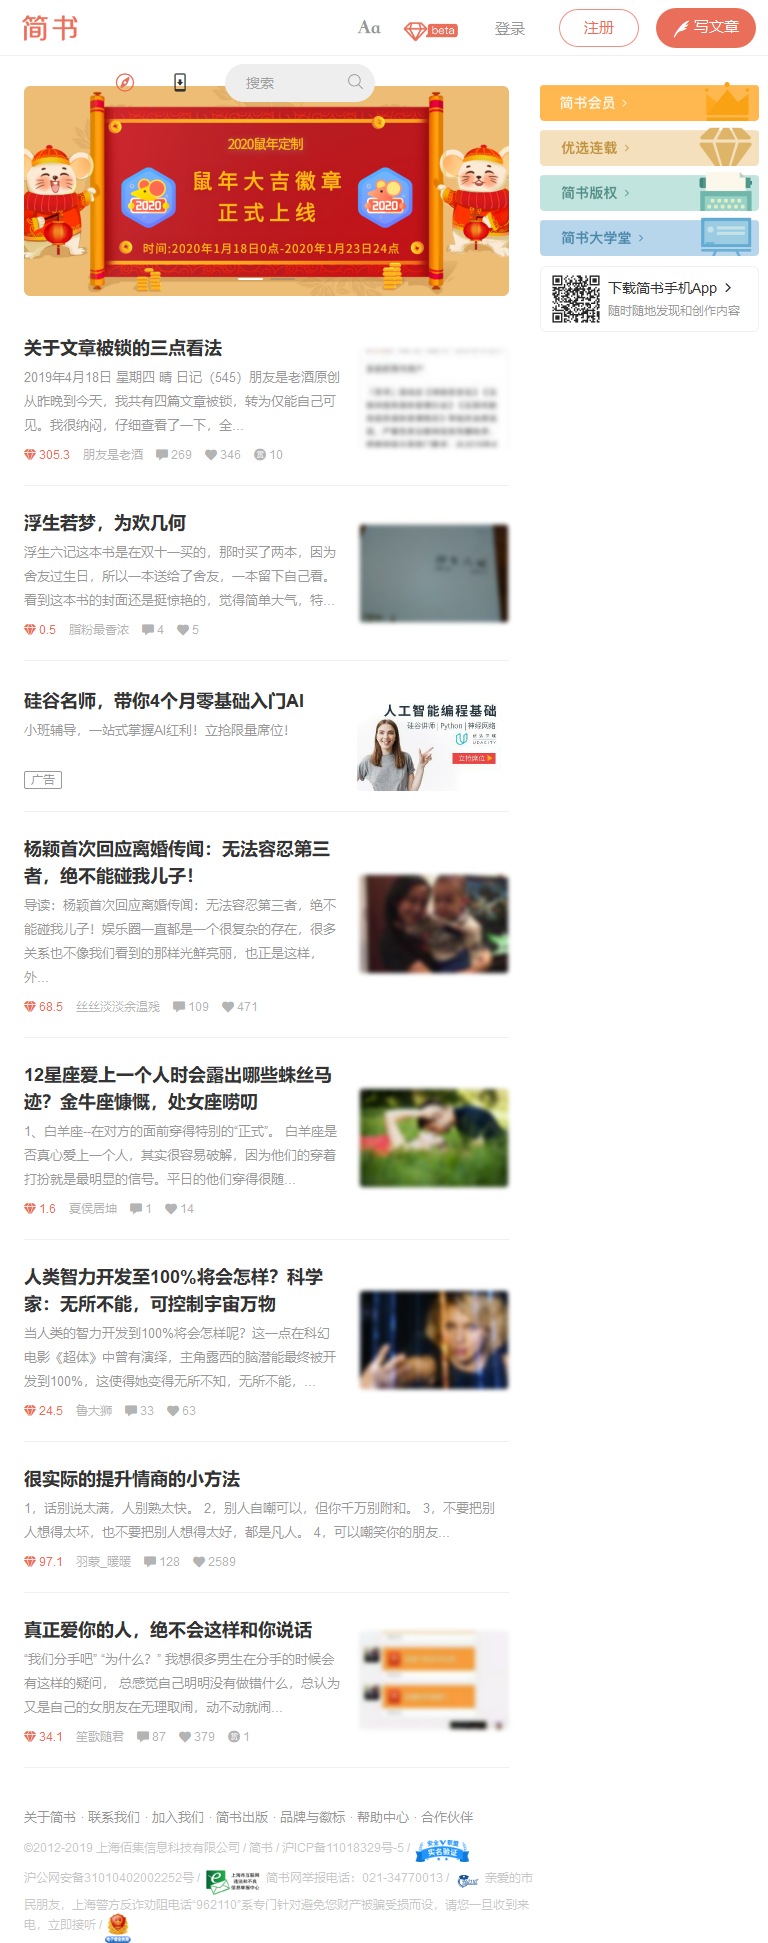 简书
Aa
beta
登录
注册
写文章
搜索
2020鼠年定制
鼠年大吉徽章
正式上线
2020
2020
时间:2020年1月18日0点-2020年1月23日24点
简书会员
优选连载
简书版权
简书大学堂
下载简书手机App
随时随地发现和创作内容
关于文章被锁的三点看法
2019年4月18日 星期四 晴 日记（545）朋友是老酒原创
从昨晚到今天，我共有四篇文章被锁，转为仅能自己可
见。我很纳闷，仔细查看了一下，全...
305.3 朋友是老酒 269 346 赏 10
浮生若梦，为欢几何
浮生六记这本书是在双十一买的，那时买了两本，因为
舍友过生日，所以一本送给了舍友，一本留下自己看。
看到这本书的封面还是挺惊艳的，觉得简单大气，特...
0.5 脂粉最香浓 4 5
硅谷名师，带你4个月零基础入门AI
小班辅导，一站式掌握AI红利！立抢限量席位！
广告
人工智能编程基础
硅谷讲师 | Python | 神经网络
UDACITY
立抢席位
杨颖首次回应离婚传闻：无法容忍第三
者，绝不能碰我儿子！
导读：杨颖首次回应离婚传闻：无法容忍第三者，绝不
能碰我儿子！娱乐圈一直都是一个很复杂的存在，很多
关系也不像我们看到的那样光鲜亮丽，也正是这样，
外...
68.5 丝丝淡淡余温残 109 471
12星座爱上一个人时会露出哪些蛛丝马
迹？金牛座慷慨，处女座唠叨
1、白羊座--在对方的面前穿得特别的“正式”。 白羊座是
否真心爱上一个人，其实很容易破解，因为他们的穿着
打扮就是最明显的信号。平日的他们穿得很随...
1.6 夏侯居坤 1 14
人类智力开发至100%将会怎样？科学
家：无所不能，可控制宇宙万物
当人类的智力开发到100%将会怎样呢？这一点在科幻
电影《超体》中曾有演绎，主角露西的脑潜能最终被开
发到100%，这使得她变得无所不知，无所不能，...
24.5 鲁大狮 33 63
很实际的提升情商的小方法
1，话别说太满，人别熟太快。 2，别人自嘲可以，但你千万别附和。 3，不要把别
人想得太坏，也不要把别人想得太好，都是凡人。 4，可以嘲笑你的朋友...
97.1 羽蒙_暖暖 128 2589
真正爱你的人，绝不会这样和你说话
“我们分手吧” “为什么？” 我想很多男生在分手的时候会
有这样的疑问， 总感觉自己明明没有做错什么，总认为
又是自己的女朋友在无理取闹，动不动就闹...
34.1 笙歌随君 87 379 赏 1
关于简书 · 联系我们 · 加入我们 · 简书出版 · 品牌与徽标 · 帮助中心 · 合作伙伴
©2012-2019 上海佰集信息科技有限公司 / 简书 / 沪ICP备11018329号-5 / 安全联盟 实名验证
沪公网安备31010402002252号 / 上海市互联网 违法和不良 信息举报中心 简书网举报电话：021-34770013 / 亲爱的市
民朋友，上海警方反诈劝阻电话“962110”系专门针对避免您财产被骗受损而设，请您一旦收到来
电，立即接听 /